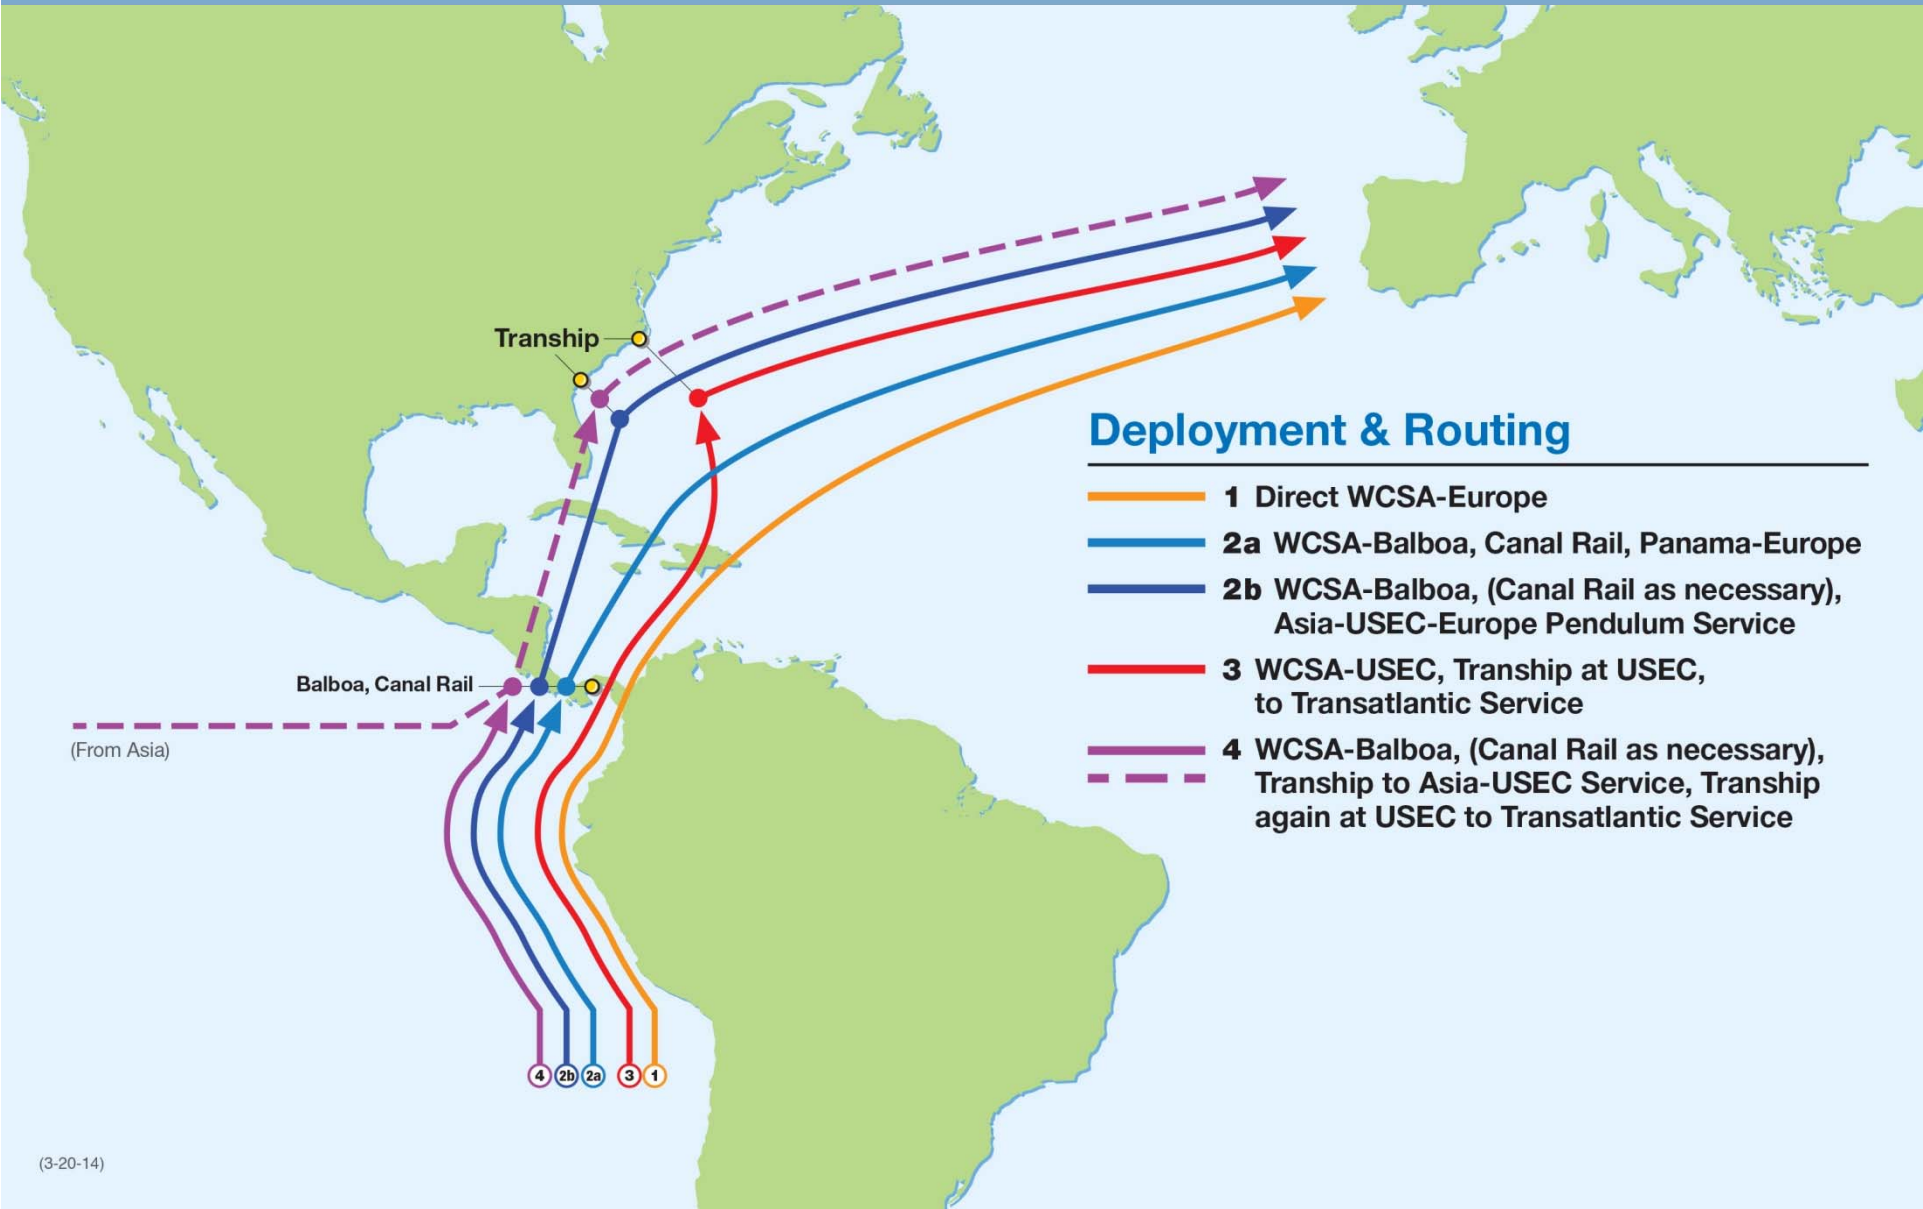 Tranship
Deployment & Routing
1 Direct WCSA-Europe
2a WCSA-Balboa, Canal Rail, Panama-Europe
2b WCSA-Balboa, (Canal Rail as necessary),
Asia-USEC-Europe Pendulum Service
3 WCSA-USEC, Tranship at USEC,
to Transatlantic Service
4 WCSA-Balboa, (Canal Rail as necessary),
Tranship to Asia-USEC Service, Tranship
again at USEC to Transatlantic Service
Balboa, Canal Rail
(From Asia)
4 2b 2a 3 1
(3-20-14)